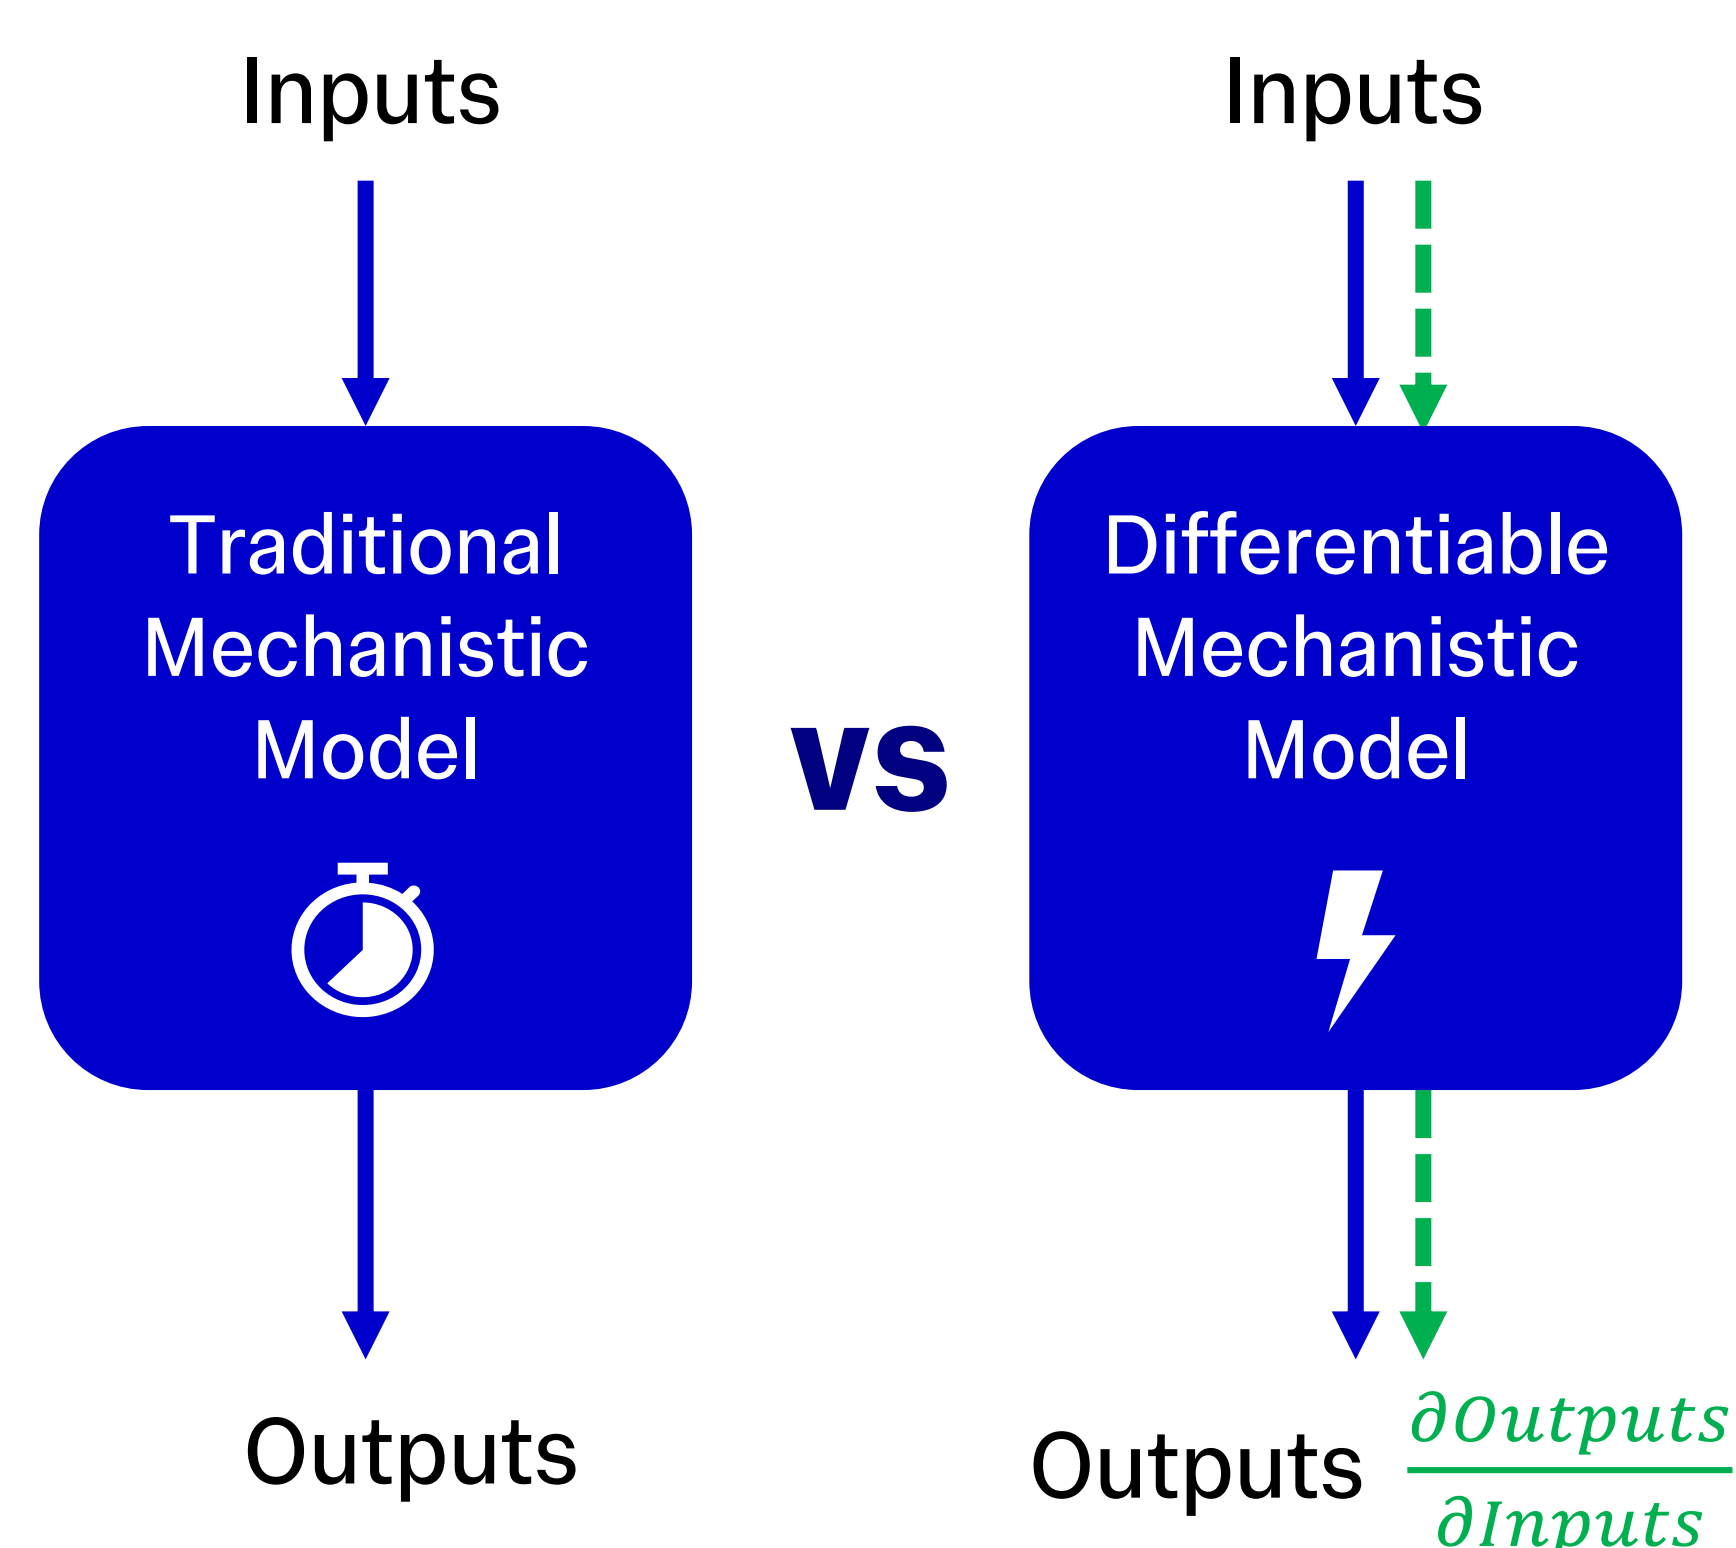 Inputs
Traditional
Mechanistic
Model
Outputs
vs
Inputs
Differentiable
Mechanistic
Model
Outputs
∂Outputs
∂Inputs